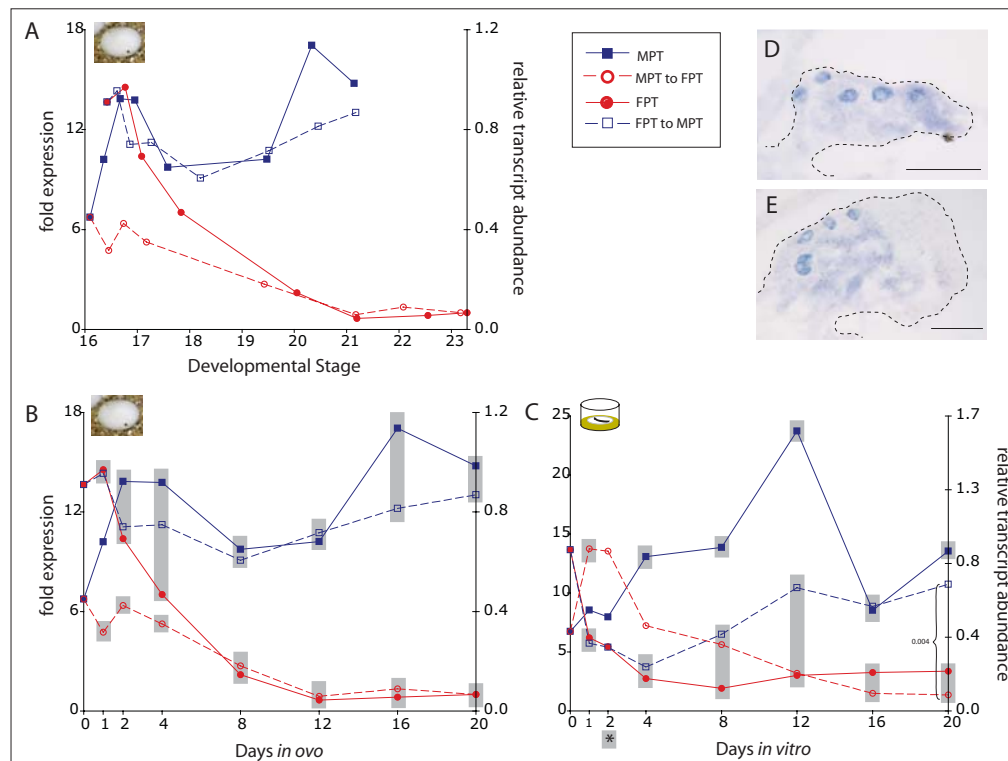 A
18
12
6
0
fold expression
1.2
0.8
0.4
0.0
relative transcript abundance
16 17 18 19 20 21 22 23
Developmental Stage
MPT
MPT to FPT
FPT
FPT to MPT
D
E
B
18
12
6
0
fold expression
1.2
0.8
0.4
0.0
0 1 2 4 8 12 16 20
Days in ovo
C
25
20
15
10
5
0
1.7
1.3
0.8
0.4
0.0
relative transcript abundance
0.004
0 1 2 4 8 12 16 20
*
Days in vitro